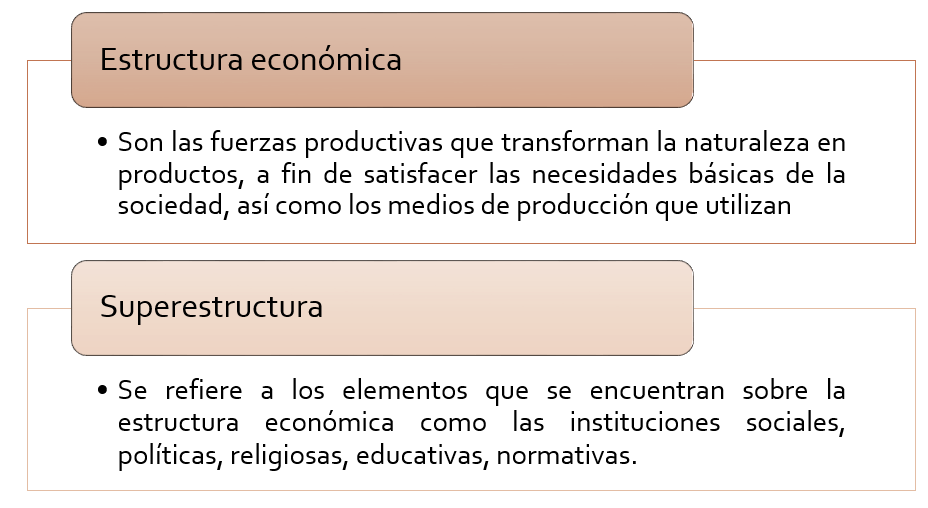 Estructura económica
• Son las fuerzas productivas que transforman la naturaleza en
productos, a fin de satisfacer las necesidades básicas de la
sociedad, así como los medios de producción que utilizan
Superestructura
• Se refiere a los elementos que se encuentran sobre la
estructura económica como las instituciones sociales,
políticas, religiosas, educativas, normativas.